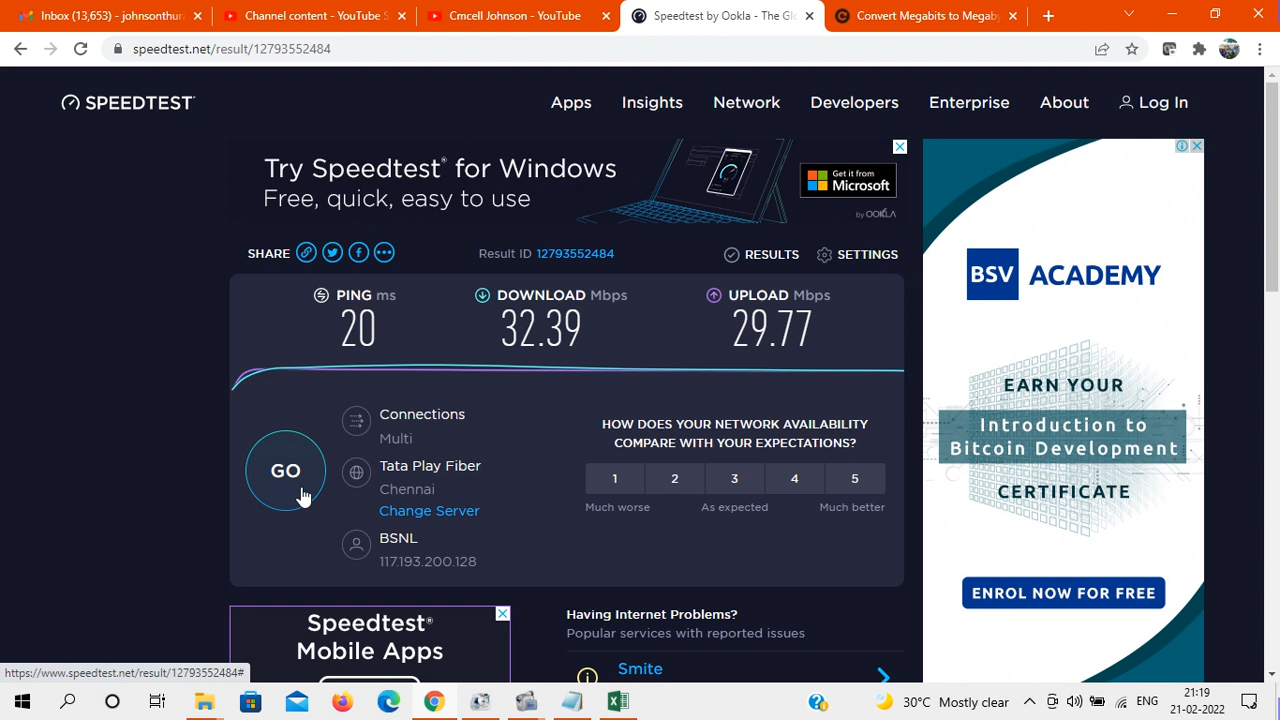 Inbox (13,653) - johnsonthur
Channel content - YouTube S
Cmcell Johnson - YouTube
Speedtest by Ookla - The Glo
Convert Megabits to Megaby
speedtest.net/result/12793552484
SPEEDTEST
Apps
Insights
Network
Developers
Enterprise
About
Log In
Try Speedtest® for Windows
Free, quick, easy to use
Get it from
Microsoft
by OOKLA
SHARE
Result ID 12793552484
RESULTS
SETTINGS
PING ms
DOWNLOAD Mbps
UPLOAD Mbps
20
32.39
29.77
GO
Connections
Multi
Tata Play Fiber
Chennai
Change Server
BSNL
117.193.200.128
HOW DOES YOUR NETWORK AVAILABILITY
COMPARE WITH YOUR EXPECTATIONS?
1 2 3 4 5
Much worse As expected Much better
BSV ACADEMY
EARN YOUR
Introduction to
Bitcoin Development
CERTIFICATE
ENROL NOW FOR FREE
Speedtest®
Mobile Apps
Having Internet Problems?
Popular services with reported issues
Smite
https://www.speedtest.net/result/12793552484#
30°C Mostly clear
ENG
21:19
21-02-2022